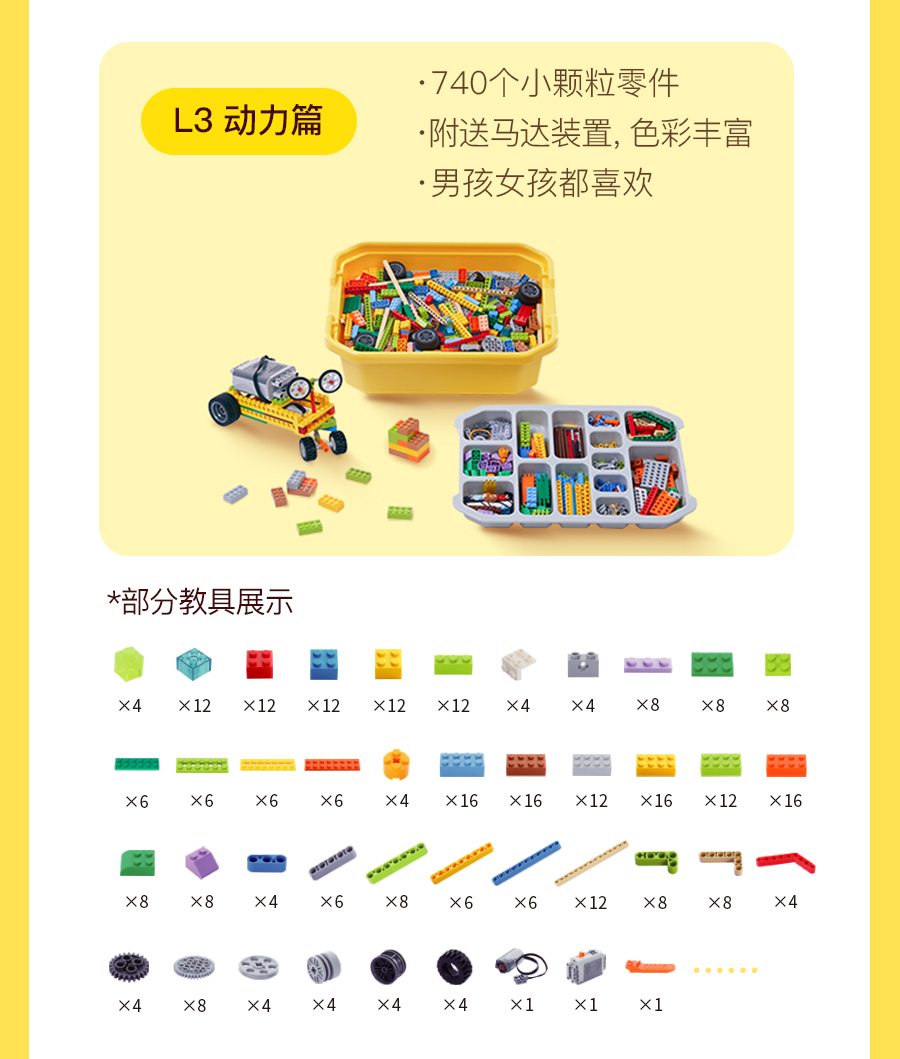 L3 动力篇
·740个小颗粒零件
·附送马达装置, 色彩丰富
·男孩女孩都喜欢
*部分教具展示
×4 ×12 ×12 ×12 ×12 ×12 ×4 ×4 ×8 ×8 ×8
×6 ×6 ×6 ×6 ×4 ×16 ×16 ×12 ×16 ×12 ×16
×8 ×8 ×4 ×6 ×8 ×6 ×6 ×12 ×8 ×8 ×4
×4 ×8 ×4 ×4 ×4 ×4 ×1 ×1 ×1